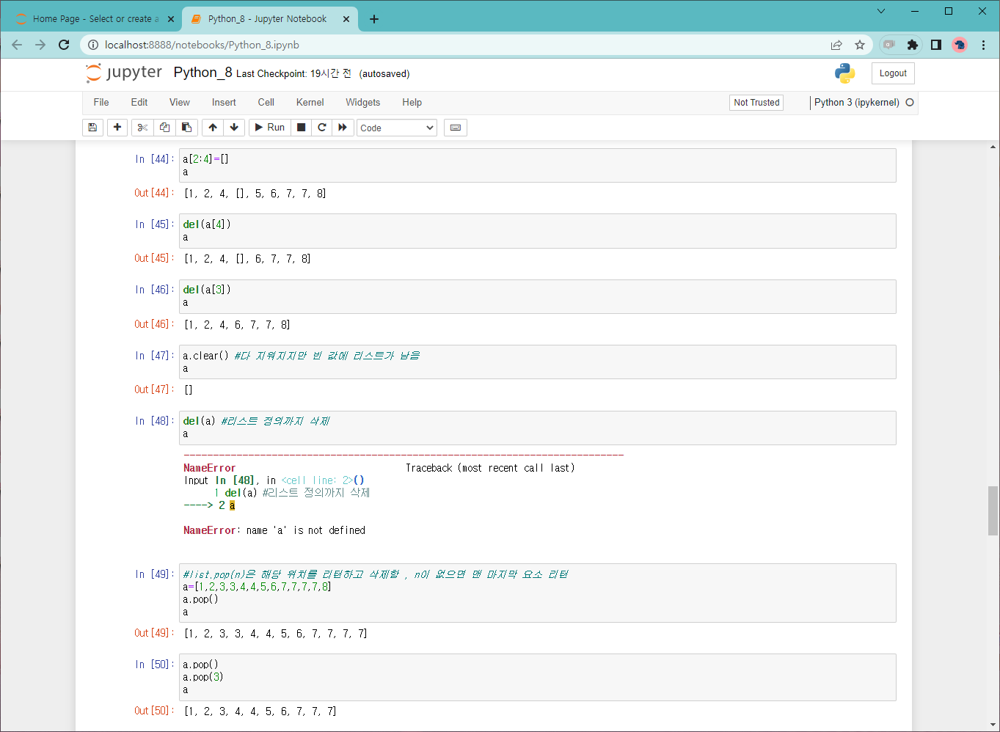 Home Page - Select or create a
Python_8 - Jupyter Notebook
localhost:8888/notebooks/Python_8.ipynb
jupyter Python_8 Last Checkpoint: 19시간 전 (autosaved)
Logout
File Edit View Insert Cell Kernel Widgets Help
Not Trusted
Python 3 (ipykernel)
Run
Code
In [44]: a[2:4]=[]
a
Out[44]: [1, 2, 4, [], 5, 6, 7, 7, 8]
In [45]: del(a[4])
a
Out[45]: [1, 2, 4, [], 6, 7, 7, 8]
In [46]: del(a[3])
a
Out[46]: [1, 2, 4, 6, 7, 7, 8]
In [47]: a.clear() #다 지워지지만 빈 값에 리스트가 남음
a
Out[47]: []
In [48]: del(a) #리스트 정의까지 삭제
a
---------------------------------------------------------------------------
NameError Traceback (most recent call last)
Input In [48], in <cell line: 2>()
1 del(a) #리스트 정의까지 삭제
----> 2 a
NameError: name 'a' is not defined
In [49]: #list.pop(n)은 해당 위치를 리턴하고 삭제함 , n이 없으면 맨 마지막 요소 리턴
a=[1,2,3,3,4,4,5,6,7,7,7,7,8]
a.pop()
a
Out[49]: [1, 2, 3, 3, 4, 4, 5, 6, 7, 7, 7, 7]
In [50]: a.pop()
a.pop(3)
a
Out[50]: [1, 2, 3, 4, 4, 5, 6, 7, 7, 7]